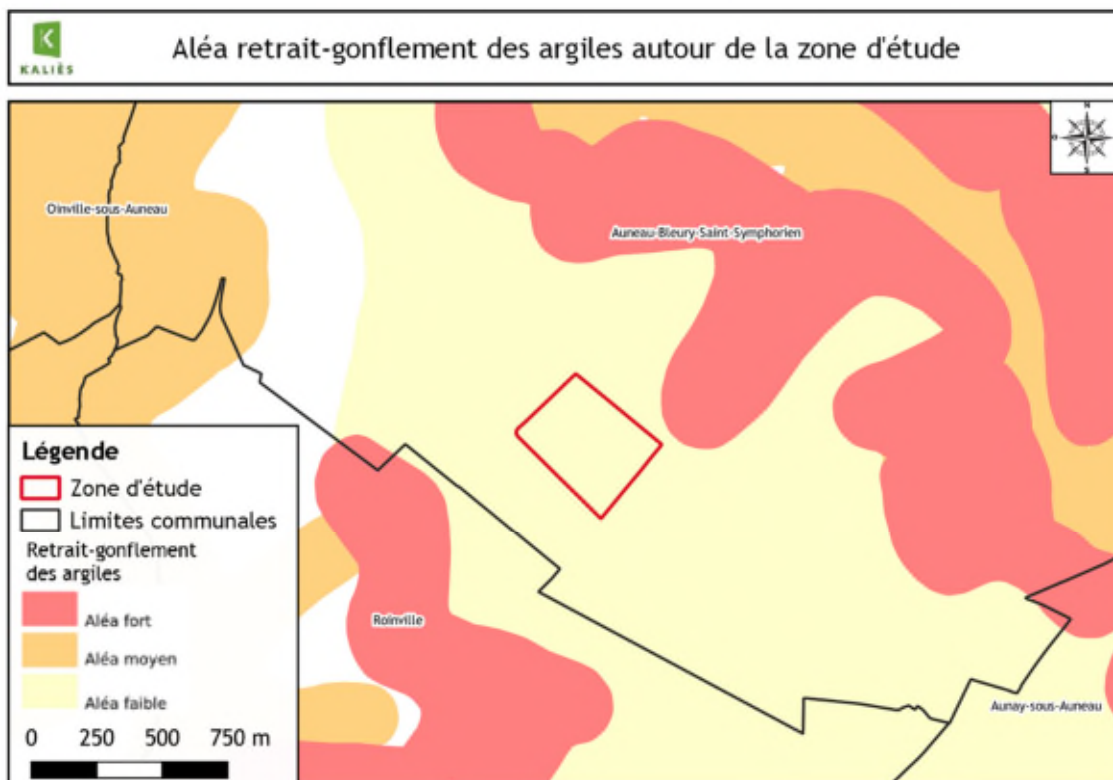 KALIÈS
Aléa retrait-gonflement des argiles autour de la zone d'étude
N
O
S
Oinville-sous-Auneau
Auneau-Bleury-Saint-Symphorien
Légende
Zone d'étude
Limites communales
Retrait-gonflement
des argiles
Aléa fort
Aléa moyen
Aléa faible
0 250 500 750 m
Roinville
Aunay-sous-Auneau